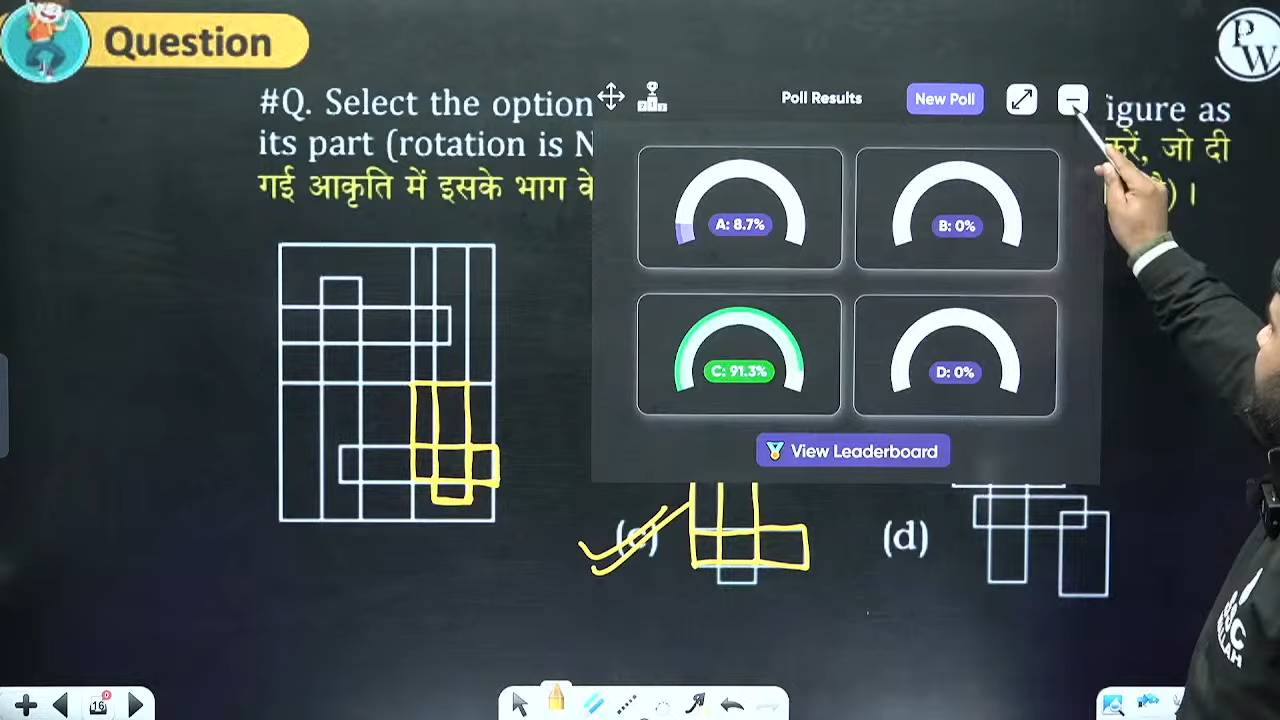 Question
PW
#Q. Select the option
igure as
its part (rotation is N
करें, जो दी
गई आकृति में इसके भाग के
है)।
Poll Results
New Poll
A: 8.7%
B: 0%
C: 91.3%
D: 0%
View Leaderboard
(c)
(d)
16